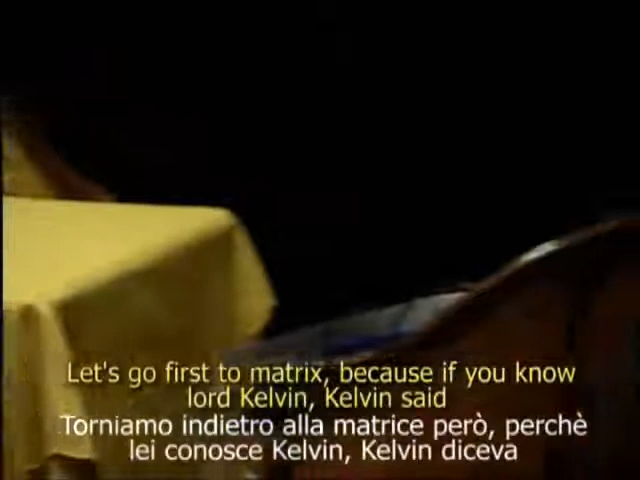 Let's go first to matrix, because if you know
lord Kelvin, Kelvin said
Torniamo indietro alla matrice però, perchè
lei conosce Kelvin, Kelvin diceva